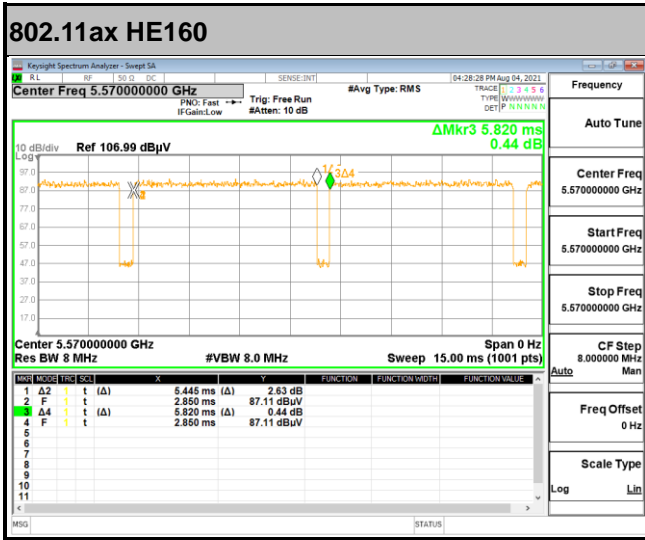 802.11ax HE160
Keysight Spectrum Analyzer - Swept SA
RL RF 50 Ω DC SENSE:INT 04:28:28 PM Aug 04, 2021
Center Freq 5.570000000 GHz #Avg Type: RMS TRACE 1 2 3 4 5 6
PNO: Fast Trig: Free Run TYPE WWWWWW
IFGain:Low #Atten: 10 dB DET P N N N N N
ΔMkr3 5.820 ms
0.44 dB
10 dB/div Ref 106.99 dBµV
Log
97.0
87.0
77.0
67.0
57.0
47.0
37.0
27.0
17.0
3Δ4
Center 5.570000000 GHz Span 0 Hz
Res BW 8 MHz #VBW 8.0 MHz Sweep 15.00 ms (1001 pts)
MKR MODE TRC SCL X Y FUNCTION FUNCTION WIDTH FUNCTION VALUE
1 Δ2 1 t (Δ) 5.445 ms (Δ) 2.63 dB
2 F 1 t 2.850 ms 87.11 dBµV
3 Δ4 1 t (Δ) 5.820 ms (Δ) 0.44 dB
4 F 1 t 2.850 ms 87.11 dBµV
5
6
7
8
9
10
11
MSG STATUS
Frequency
Auto Tune
Center Freq
5.570000000 GHz
Start Freq
5.570000000 GHz
Stop Freq
5.570000000 GHz
CF Step
8.000000 MHz
Auto Man
Freq Offset
0 Hz
Scale Type
Log Lin